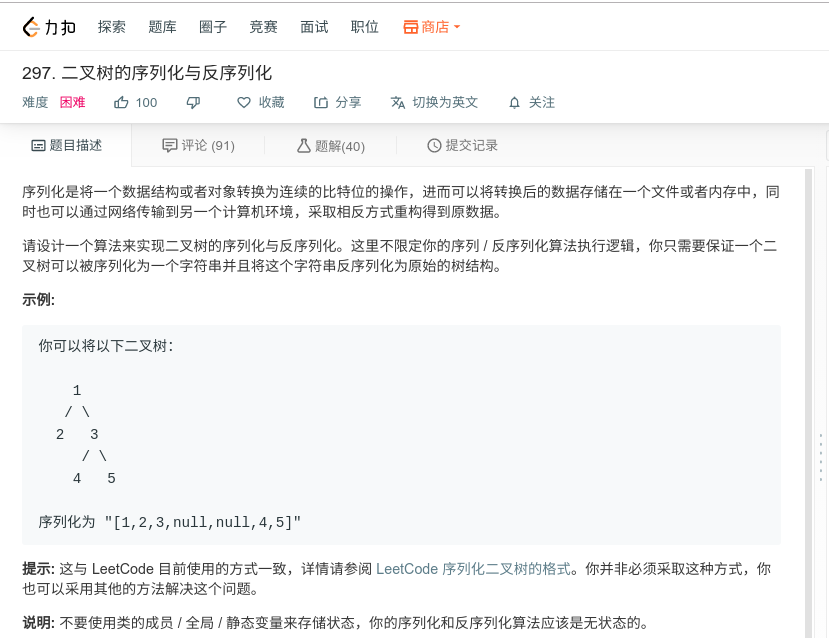 力扣 探索 题库 圈子 竞赛 面试 职位 商店
297. 二叉树的序列化与反序列化
难度 困难 100 收藏 分享 切换为英文 关注
题目描述 评论 (91) 题解(40) 提交记录
序列化是将一个数据结构或者对象转换为连续的比特位的操作，进而可以将转换后的数据存储在一个文件或者内存中，同
时也可以通过网络传输到另一个计算机环境，采取相反方式重构得到原数据。
请设计一个算法来实现二叉树的序列化与反序列化。这里不限定你的序列 / 反序列化算法执行逻辑，你只需要保证一个二
叉树可以被序列化为一个字符串并且将这个字符串反序列化为原始的树结构。
示例:
你可以将以下二叉树：
1
/ \
2 3
/ \
4 5
序列化为 "[1,2,3,null,null,4,5]"
提示: 这与 LeetCode 目前使用的方式一致，详情请参阅 LeetCode 序列化二叉树的格式。你并非必须采取这种方式，你
也可以采用其他的方法解决这个问题。
说明: 不要使用类的成员 / 全局 / 静态变量来存储状态，你的序列化和反序列化算法应该是无状态的。